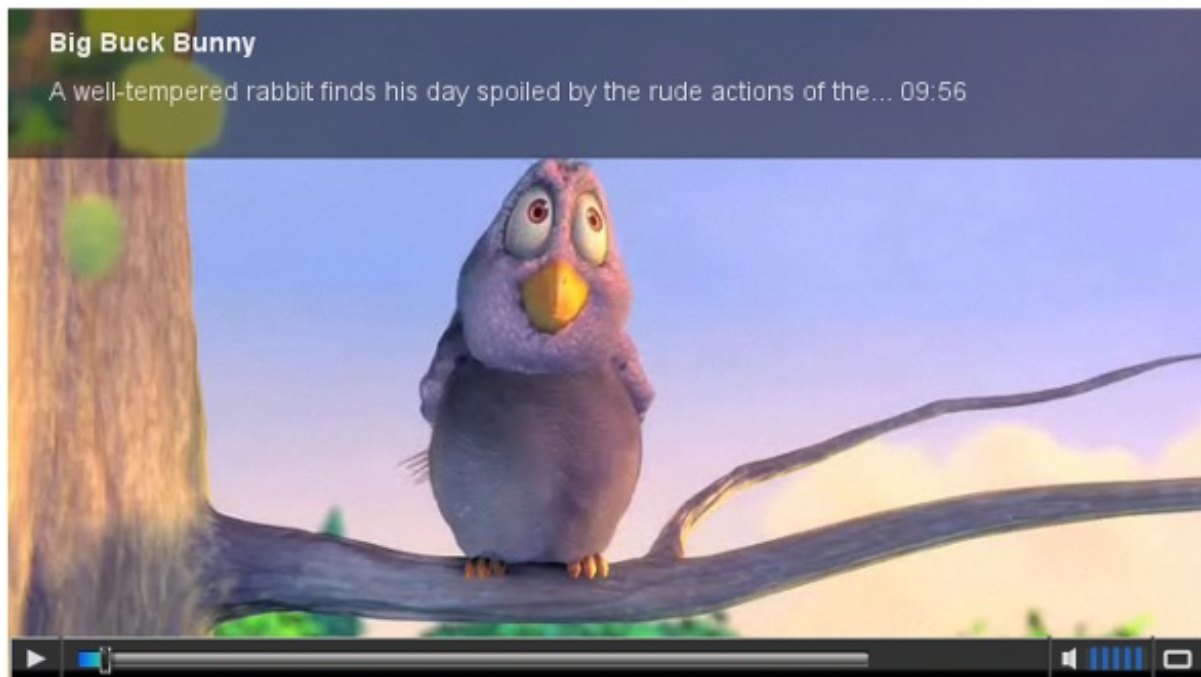 Big Buck Bunny
A well-tempered rabbit finds his day spoiled by the rude actions of the... 09:56